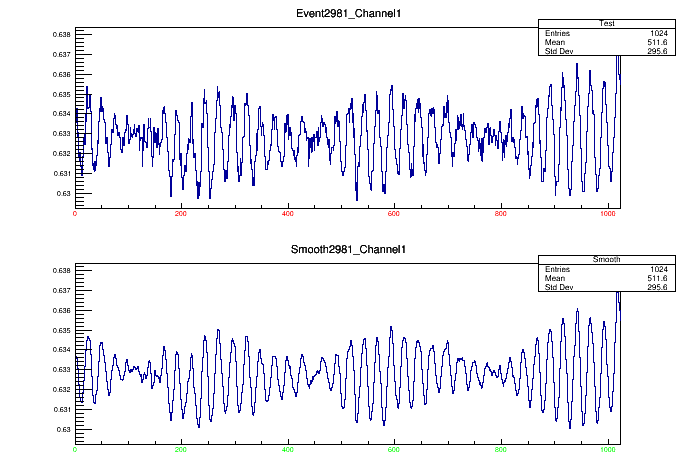 Event2981_Channel1
Test
Entries 1024
Mean 511.6
Std Dev 295.6
0.638
0.637
0.636
0.635
0.634
0.633
0.632
0.631
0.63
0 200 400 600 800 1000
Smooth2981_Channel1
Smooth
Entries 1024
Mean 511.6
Std Dev 295.6
0.638
0.637
0.636
0.635
0.634
0.633
0.632
0.631
0.63
0 200 400 600 800 1000